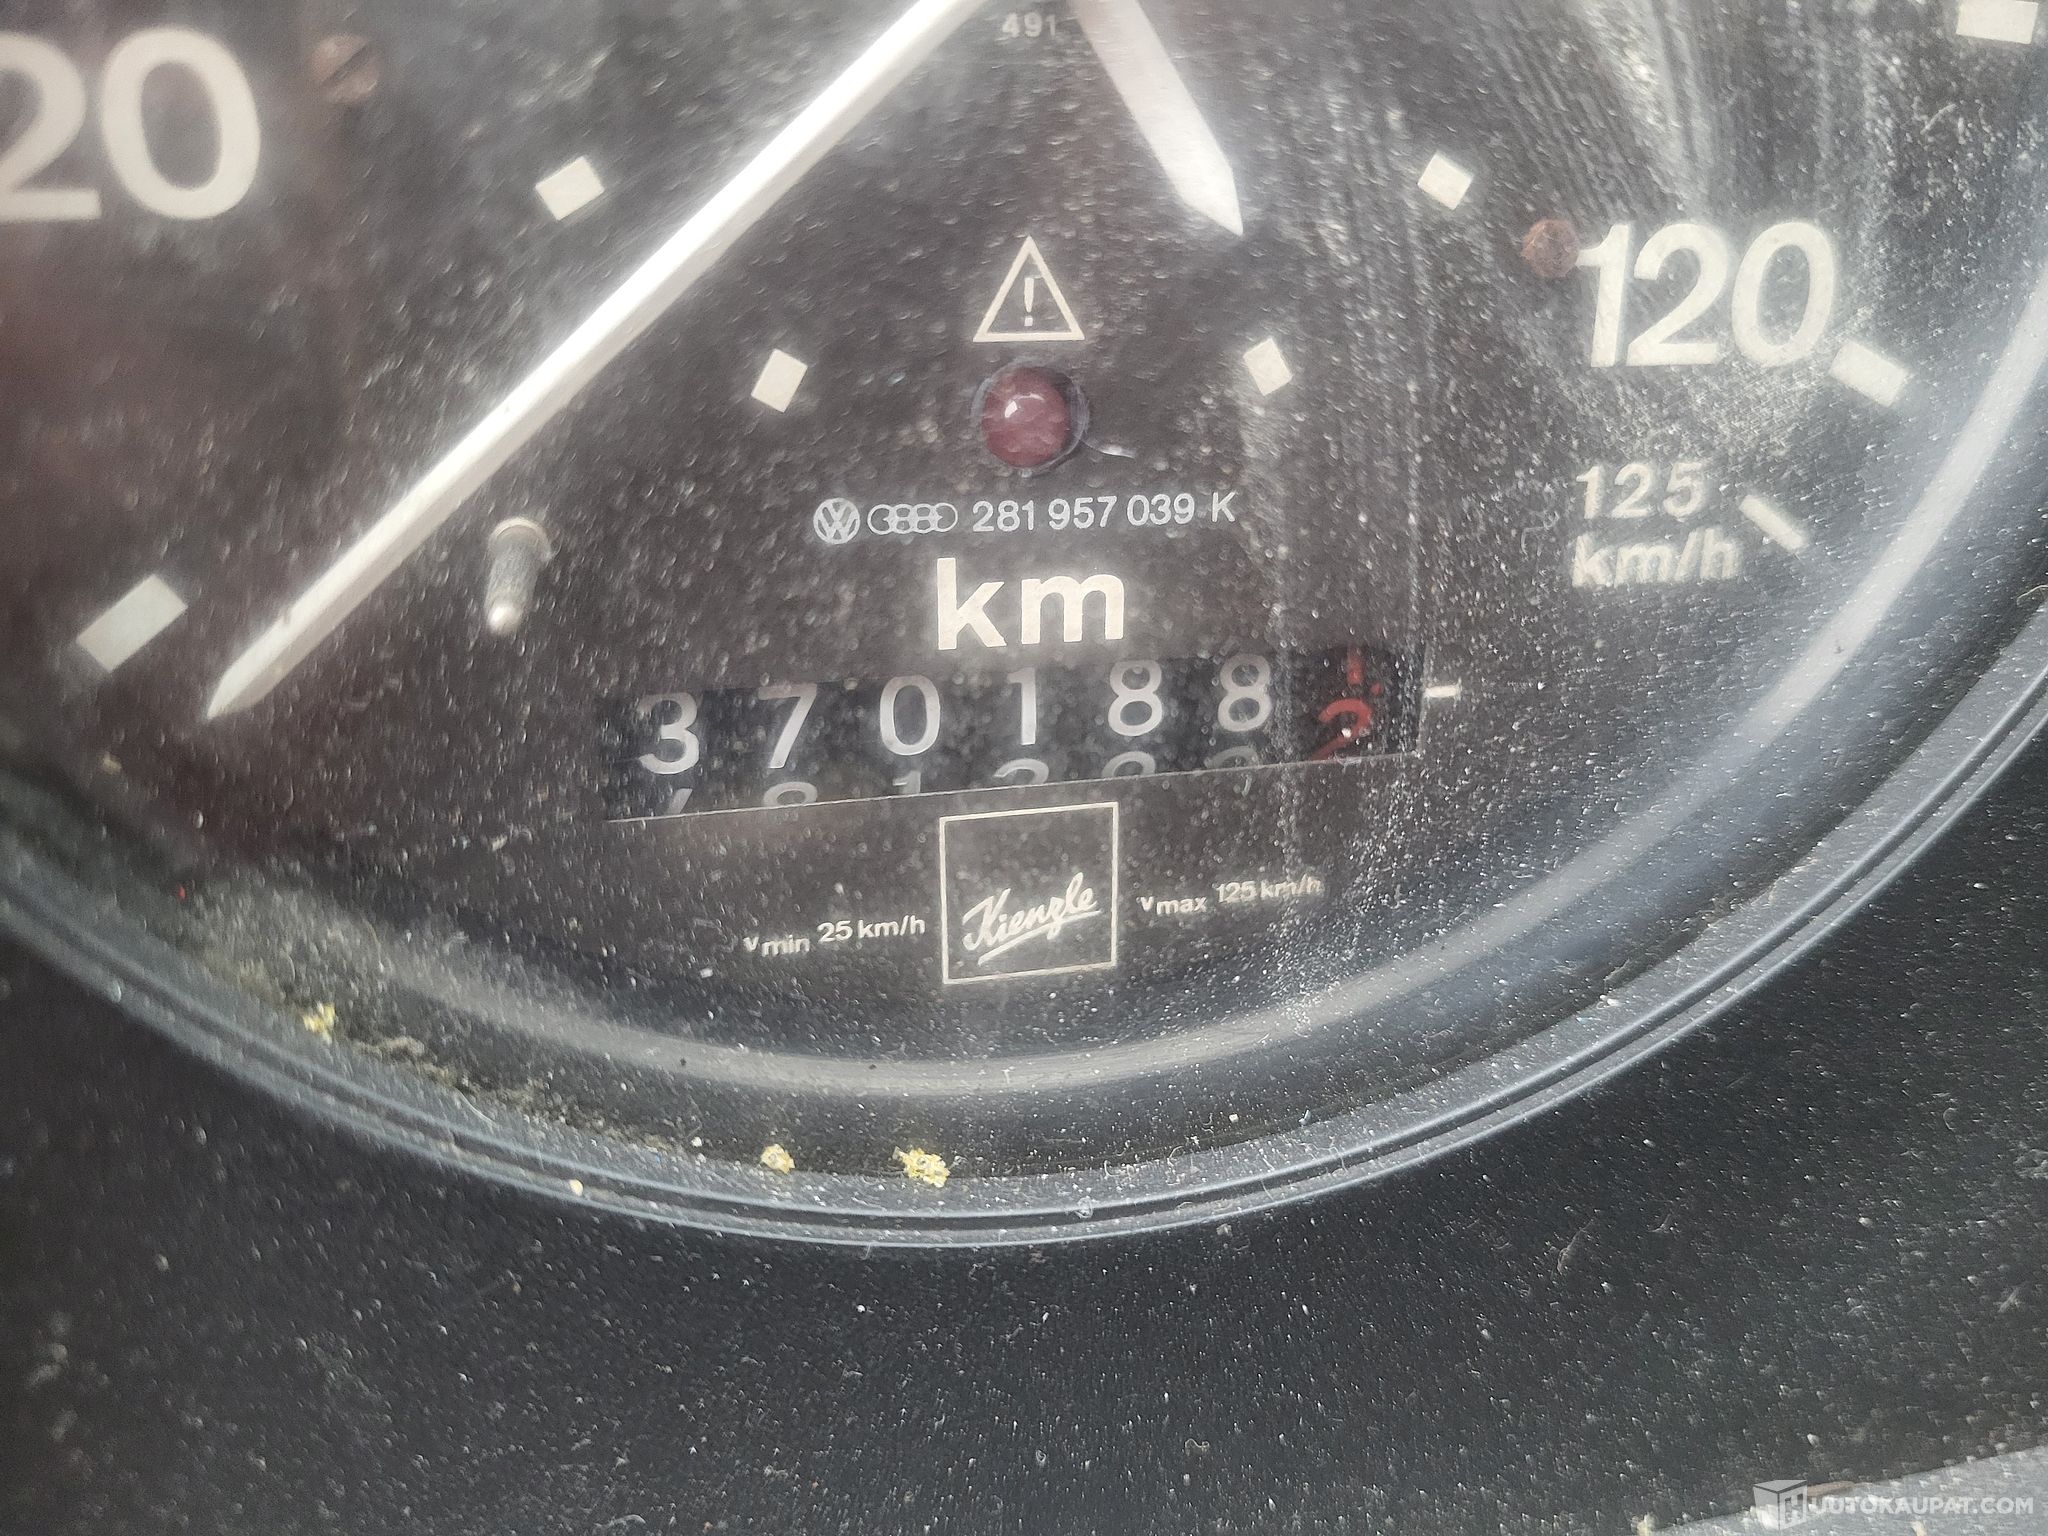 491
20
120
!
125
km/h
281 957 039 K
km
370188
Kienzle
vmin 25 km/h
vmax 125 km/h
HUUTOKAUPAT.COM